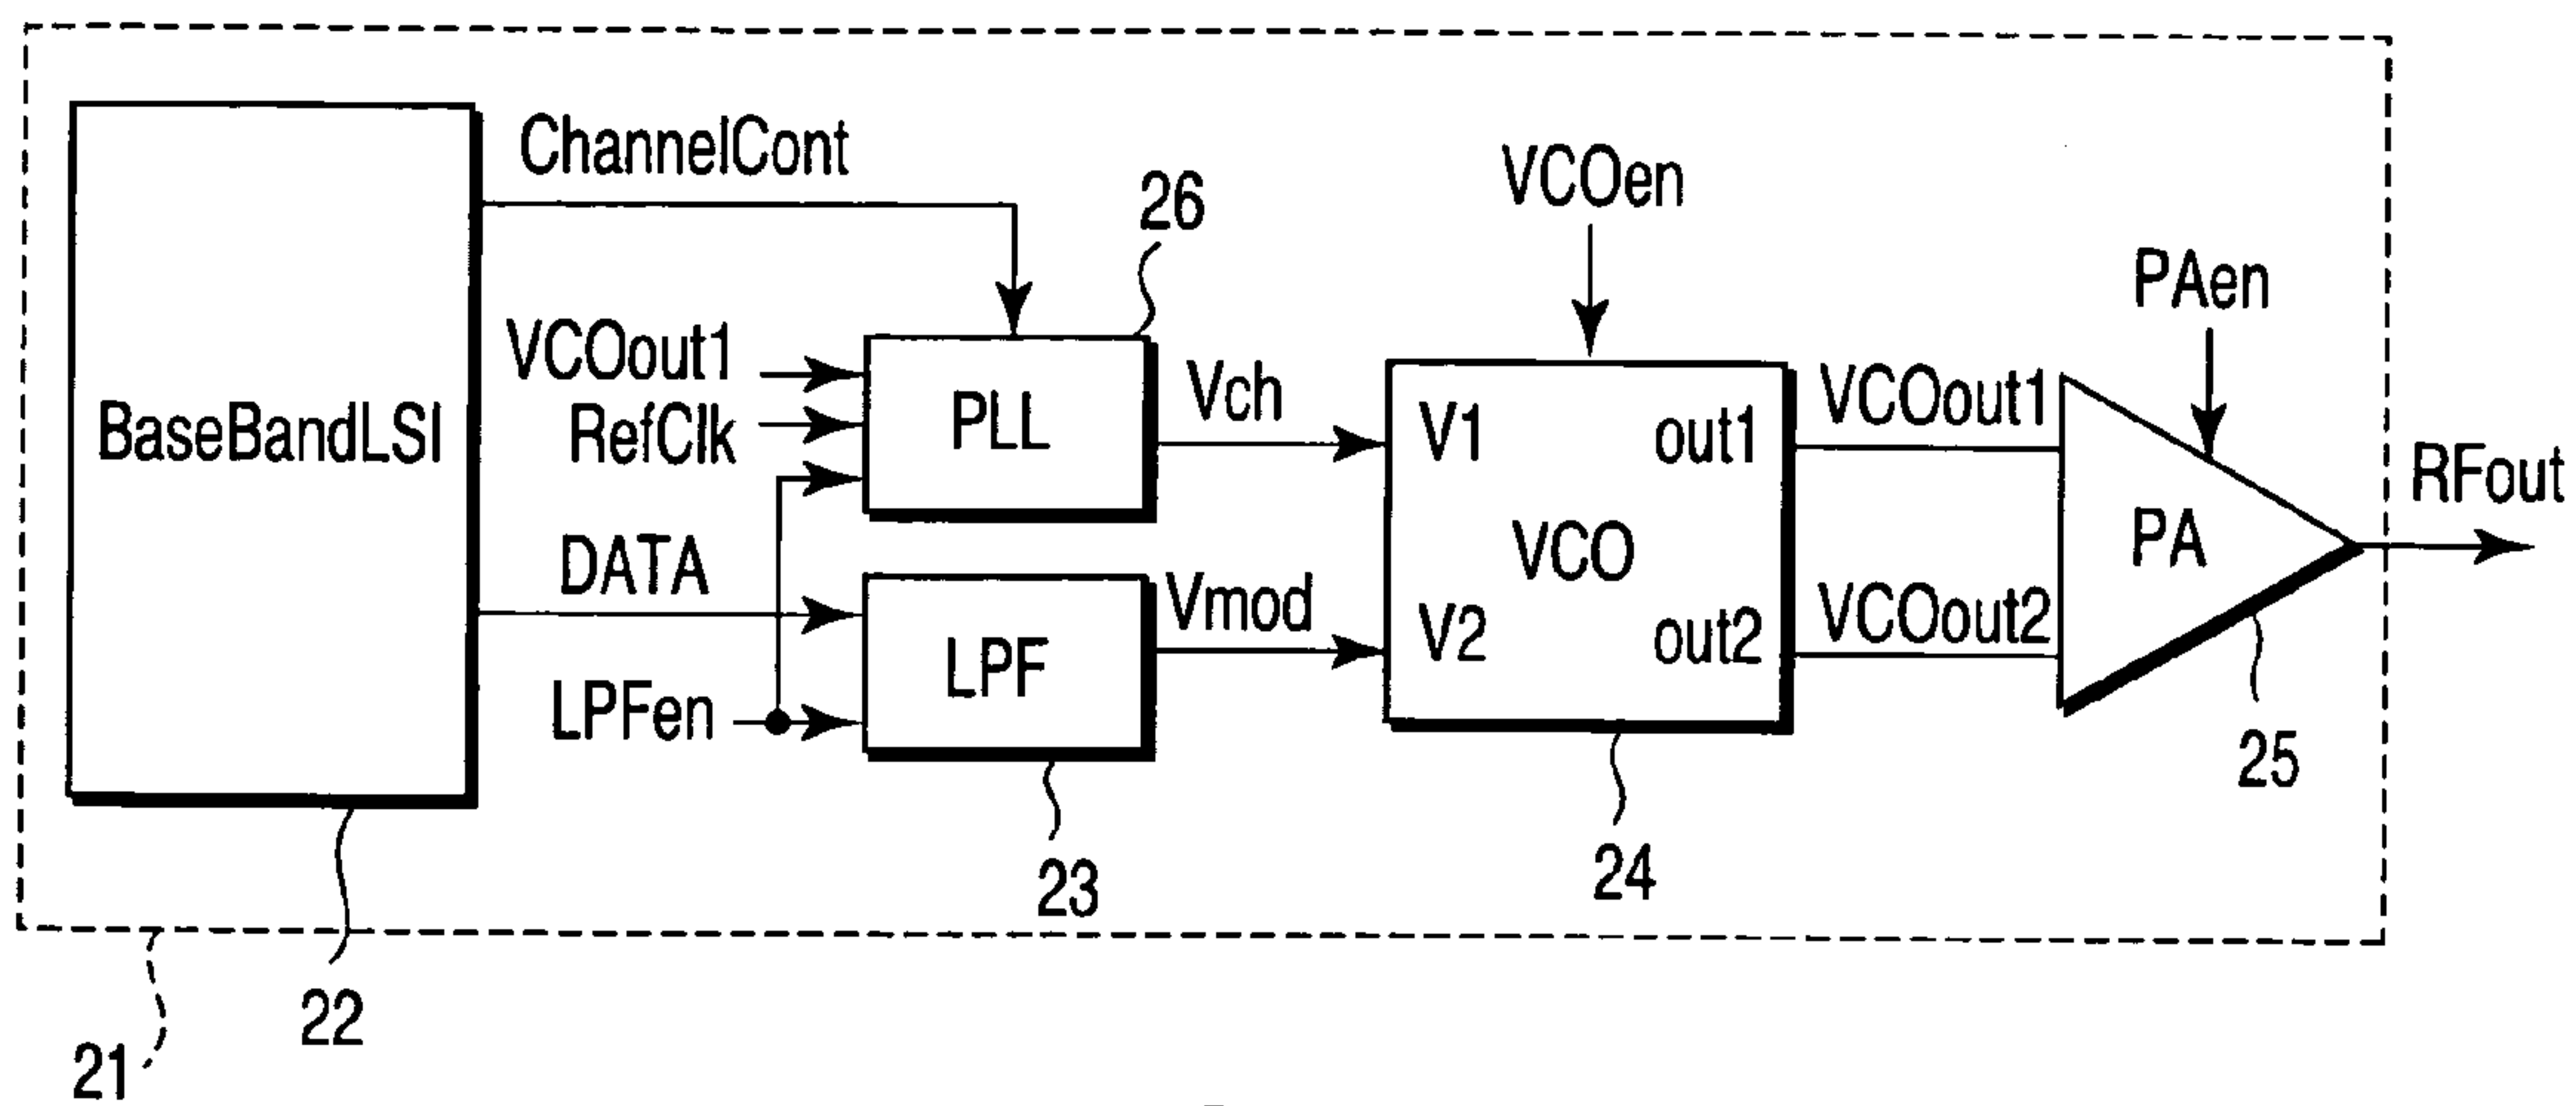 ChannelCont
26
VCOen
PAen
VCOout1
RefClk
PLL
Vch
BaseBandLSI
V1
out1
VCOout1
RFout
VCO
PA
DATA
LPF
Vmod
V2
out2
VCOout2
LPFen
25
23
24
22
21